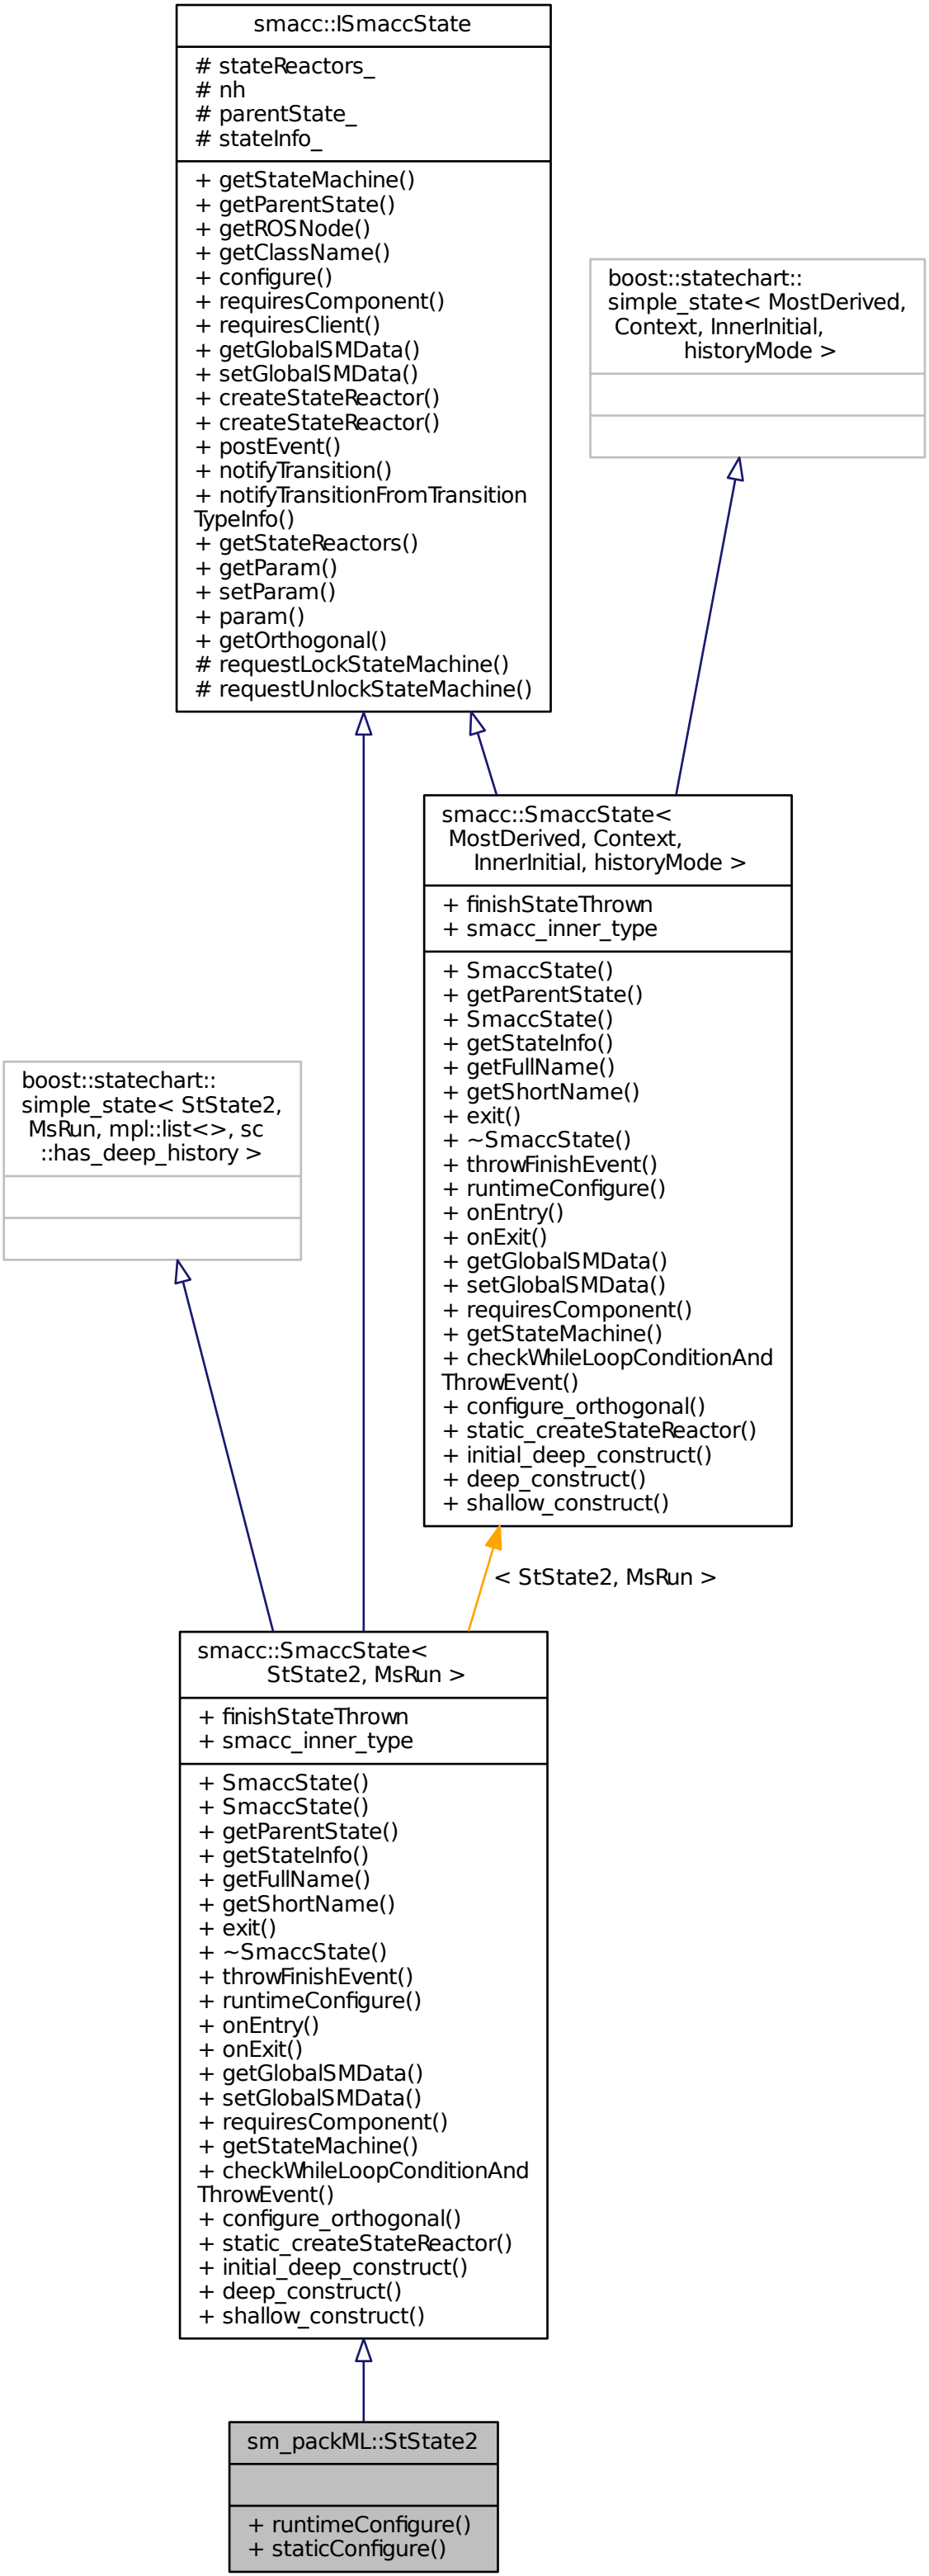 smacc::ISmaccState
# stateReactors_
# nh
# parentState_
# stateInfo_
+ getStateMachine()
+ getParentState()
+ getROSNode()
+ getClassName()
+ configure()
+ requiresComponent()
+ requiresClient()
+ getGlobalSMData()
+ setGlobalSMData()
+ createStateReactor()
+ createStateReactor()
+ postEvent()
+ notifyTransition()
+ notifyTransitionFromTransition
TypeInfo()
+ getStateReactors()
+ getParam()
+ setParam()
+ param()
+ getOrthogonal()
# requestLockStateMachine()
# requestUnlockStateMachine()
boost::statechart::
simple_state< MostDerived,
Context, InnerInitial,
historyMode >
smacc::SmaccState<
MostDerived, Context,
InnerInitial, historyMode >
+ finishStateThrown
+ smacc_inner_type
+ SmaccState()
+ getParentState()
+ SmaccState()
+ getStateInfo()
+ getFullName()
+ getShortName()
+ exit()
+ ~SmaccState()
+ throwFinishEvent()
+ runtimeConfigure()
+ onEntry()
+ onExit()
+ getGlobalSMData()
+ setGlobalSMData()
+ requiresComponent()
+ getStateMachine()
+ checkWhileLoopConditionAnd
ThrowEvent()
+ configure_orthogonal()
+ static_createStateReactor()
+ initial_deep_construct()
+ deep_construct()
+ shallow_construct()
boost::statechart::
simple_state< StState2,
MsRun, mpl::list<>, sc
::has_deep_history >
< StState2, MsRun >
smacc::SmaccState<
StState2, MsRun >
+ finishStateThrown
+ smacc_inner_type
+ SmaccState()
+ SmaccState()
+ getParentState()
+ getStateInfo()
+ getFullName()
+ getShortName()
+ exit()
+ ~SmaccState()
+ throwFinishEvent()
+ runtimeConfigure()
+ onEntry()
+ onExit()
+ getGlobalSMData()
+ setGlobalSMData()
+ requiresComponent()
+ getStateMachine()
+ checkWhileLoopConditionAnd
ThrowEvent()
+ configure_orthogonal()
+ static_createStateReactor()
+ initial_deep_construct()
+ deep_construct()
+ shallow_construct()
sm_packML::StState2
+ runtimeConfigure()
+ staticConfigure()